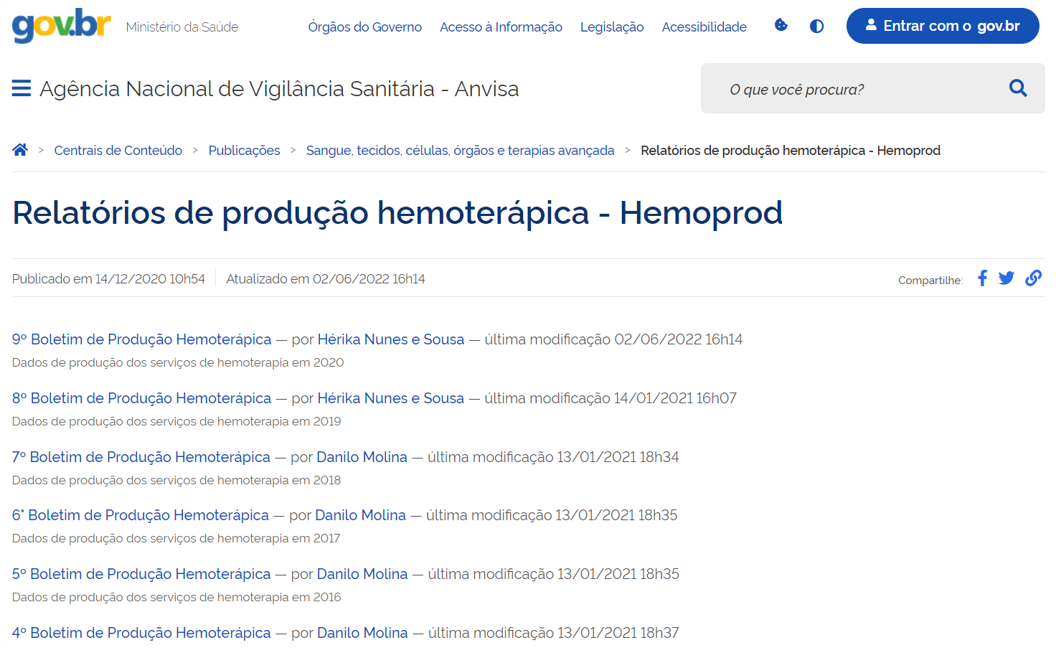 gov.br Ministério da Saúde Órgãos do Governo Acesso à Informação Legislação Acessibilidade Entrar com o gov.br
Agência Nacional de Vigilância Sanitária - Anvisa O que você procura?
> Centrais de Conteúdo > Publicações > Sangue, tecidos, células, órgãos e terapias avançada > Relatórios de produção hemoterápica - Hemoprod
Relatórios de produção hemoterápica - Hemoprod
Publicado em 14/12/2020 10h54 Atualizado em 02/06/2022 16h14 Compartilhe:
9º Boletim de Produção Hemoterápica — por Hérika Nunes e Sousa — última modificação 02/06/2022 16h14
Dados de produção dos serviços de hemoterapia em 2020
8º Boletim de Produção Hemoterápica — por Hérika Nunes e Sousa — última modificação 14/01/2021 16h07
Dados de produção dos serviços de hemoterapia em 2019
7º Boletim de Produção Hemoterápica — por Danilo Molina — última modificação 13/01/2021 18h34
Dados de produção dos serviços de hemoterapia em 2018
6* Boletim de Produção Hemoterápica — por Danilo Molina — última modificação 13/01/2021 18h35
Dados de produção dos serviços de hemoterapia em 2017
5º Boletim de Produção Hemoterápica — por Danilo Molina — última modificação 13/01/2021 18h35
Dados de produção dos serviços de hemoterapia em 2016
4º Boletim de Produção Hemoterápica — por Danilo Molina — última modificação 13/01/2021 18h37